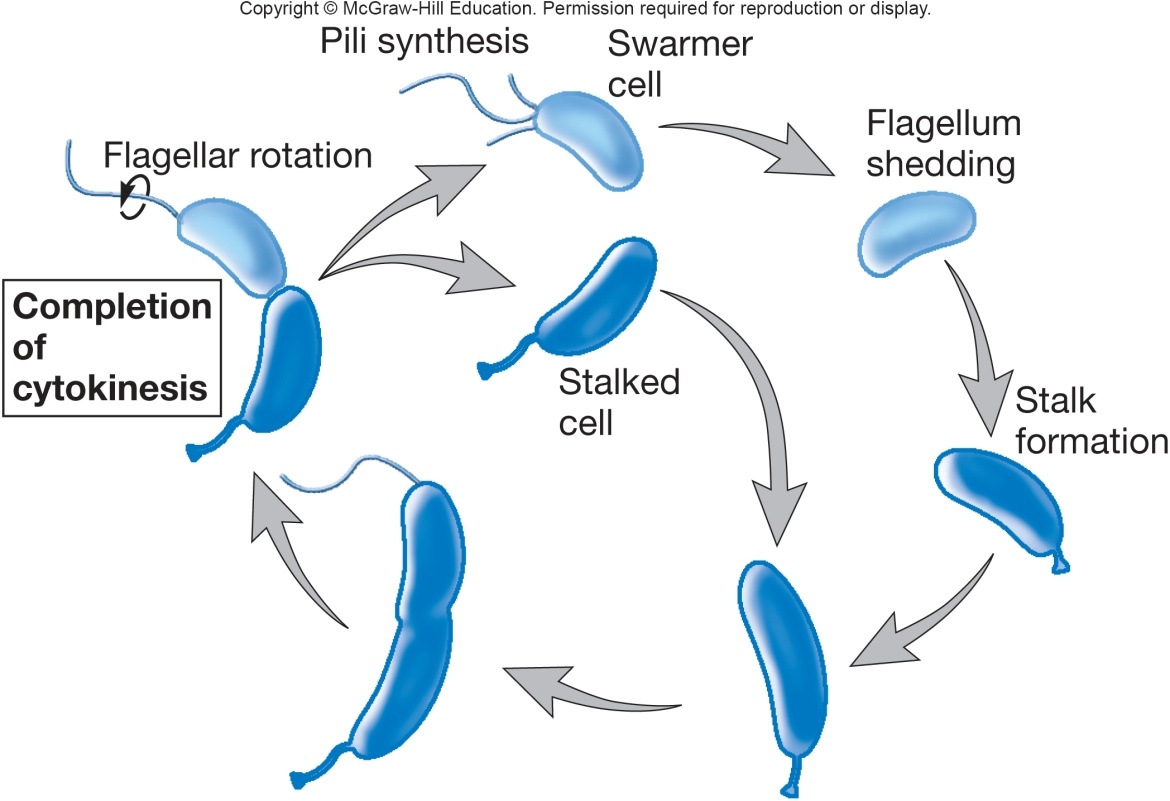 Copyright © McGraw-Hill Education. Permission required for reproduction or display.
Pili synthesis
Swarmer
cell
Flagellum
shedding
Flagellar rotation
Completion
of
cytokinesis
Stalked
cell
Stalk
formation